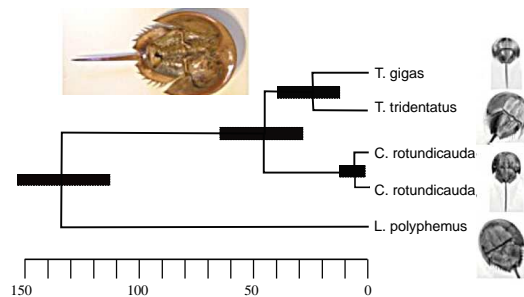 T. gigas
T. tridentatus
C. rotundicauda
C. rotundicauda,
L. polyphemus
150 100 50 0